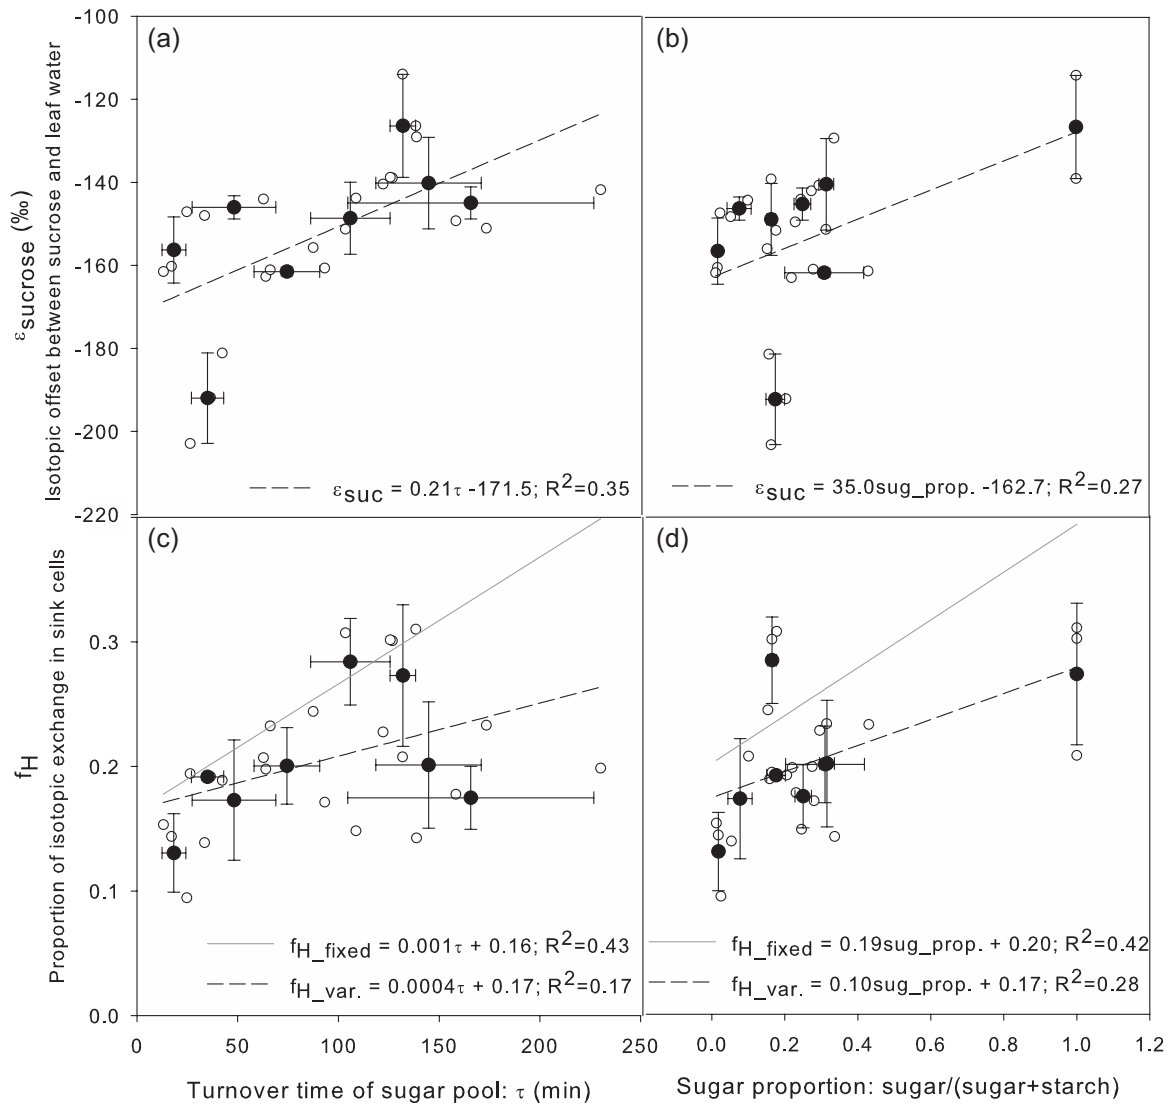 (a)
(b)
-100
-120
-140
-160
-180
-200
-220
εsucrose (‰)
Isotopic offset between sucrose and leaf water
εsuc = 0.21τ -171.5; R²=0.35
εsuc = 35.0sug_prop. -162.7; R²=0.27
(c)
(d)
0.3
0.2
0.1
0.0
fH
Proportion of isotopic exchange in sink cells
fH_fixed = 0.001τ + 0.16; R²=0.43
fH_var. = 0.0004τ + 0.17; R²=0.17
fH_fixed = 0.19sug_prop. + 0.20; R²=0.42
fH_var. = 0.10sug_prop. + 0.17; R²=0.28
0 50 100 150 200 250
0.0 0.2 0.4 0.6 0.8 1.0 1.2
Turnover time of sugar pool: τ (min)
Sugar proportion: sugar/(sugar+starch)